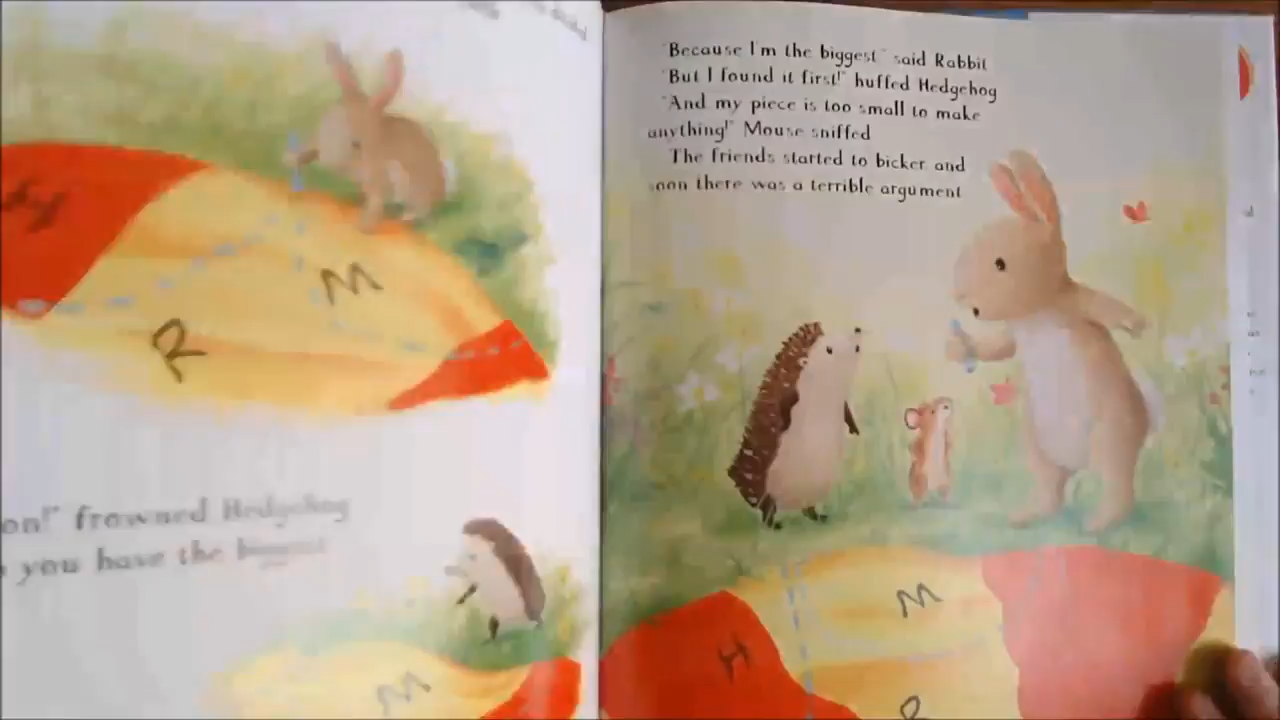 M
R
on!" frowned Hedgehog
you have the biggest
M
"Because I'm the biggest" said Rabbit
"But I found it first!" huffed Hedgehog
"And my piece is too small to make
anything!" Mouse sniffed
The friends started to bicker and
soon there was a terrible argument
M
H
R